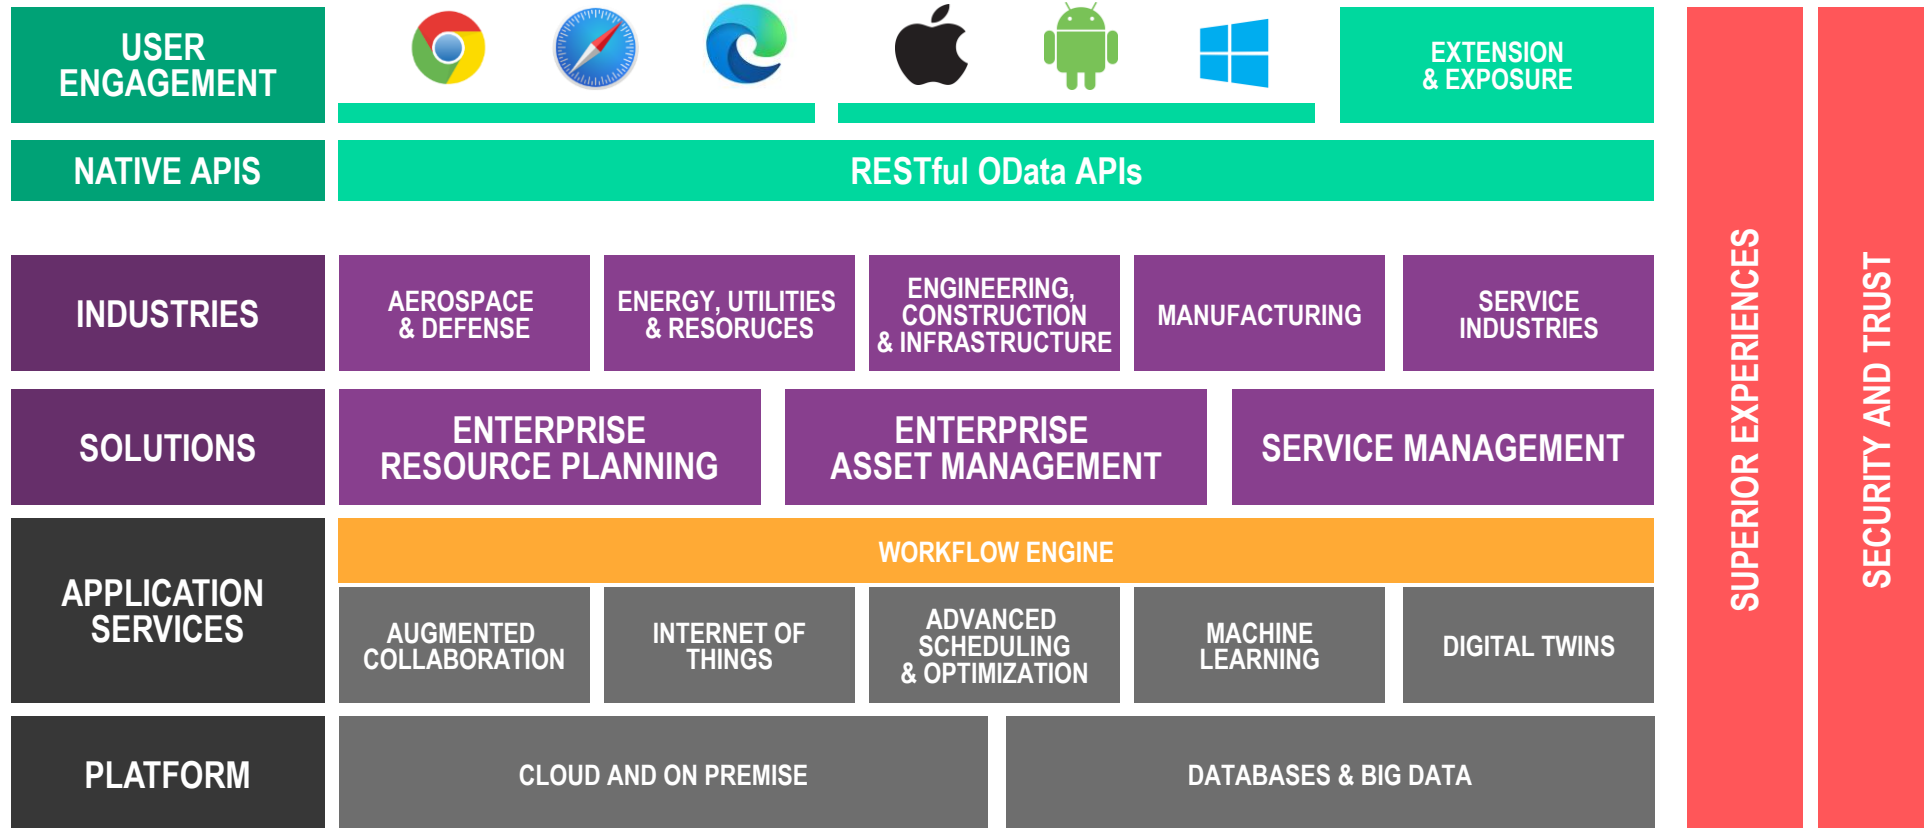 USER
ENGAGEMENT
EXTENSION
& EXPOSURE
NATIVE APIS
RESTful OData APIs
INDUSTRIES
AEROSPACE
& DEFENSE
ENERGY, UTILITIES
& RESORUCES
ENGINEERING,
CONSTRUCTION
& INFRASTRUCTURE
MANUFACTURING
SERVICE
INDUSTRIES
SOLUTIONS
ENTERPRISE
RESOURCE PLANNING
ENTERPRISE
ASSET MANAGEMENT
SERVICE MANAGEMENT
APPLICATION
SERVICES
WORKFLOW ENGINE
AUGMENTED
COLLABORATION
INTERNET OF
THINGS
ADVANCED
SCHEDULING
& OPTIMIZATION
MACHINE
LEARNING
DIGITAL TWINS
PLATFORM
CLOUD AND ON PREMISE
DATABASES & BIG DATA
SUPERIOR EXPERIENCES
SECURITY AND TRUST